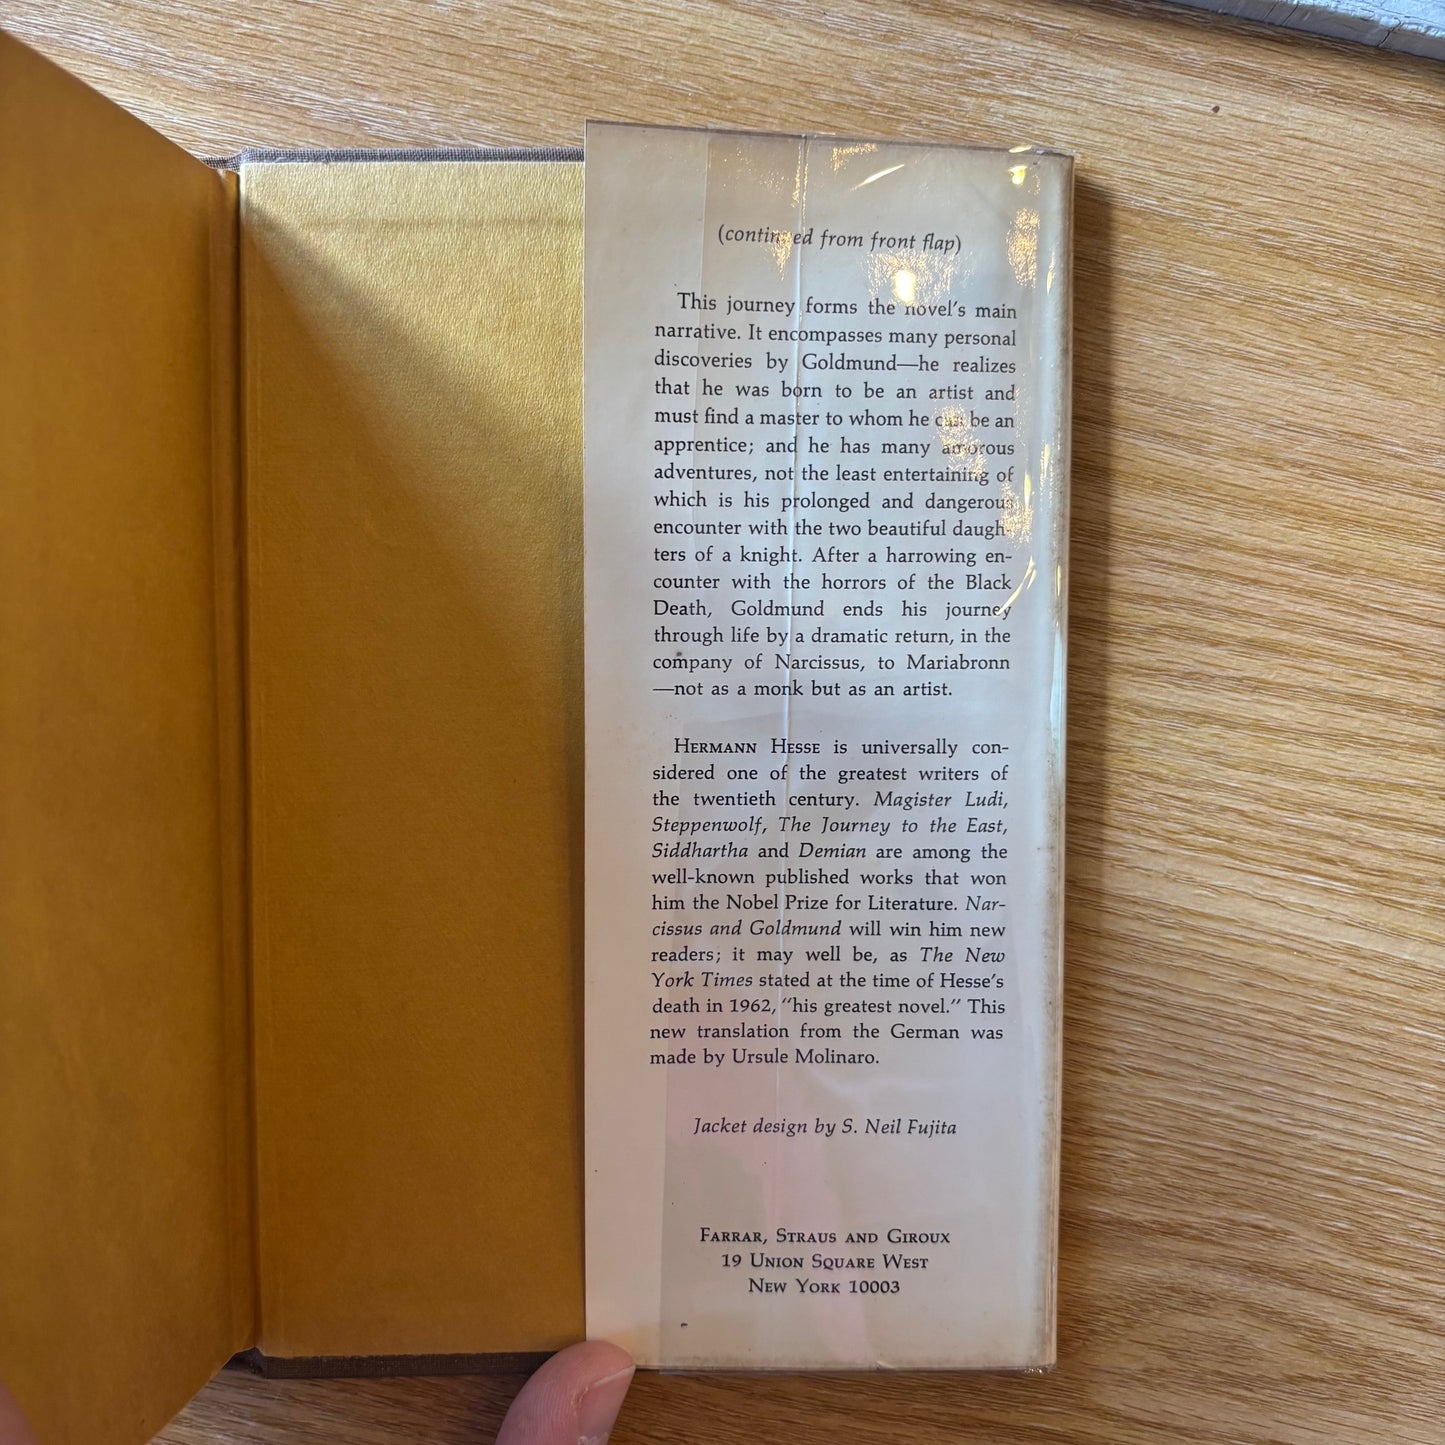 (continued from front flap)
This journey forms the novel's main
narrative. It encompasses many personal
discoveries by Goldmund—he realizes
that he was born to be an artist and
must find a master to whom he can be an
apprentice; and he has many amorous
adventures, not the least entertaining of
which is his prolonged and dangerous
encounter with the two beautiful daugh-
ters of a knight. After a harrowing en-
counter with the horrors of the Black
Death, Goldmund ends his journey
through life by a dramatic return, in the
company of Narcissus, to Mariabronn
—not as a monk but as an artist.
HERMANN HESSE is universally con-
sidered one of the greatest writers of
the twentieth century. Magister Ludi,
Steppenwolf, The Journey to the East,
Siddhartha and Demian are among the
well-known published works that won
him the Nobel Prize for Literature. Nar-
cissus and Goldmund will win him new
readers; it may well be, as The New
York Times stated at the time of Hesse's
death in 1962, "his greatest novel." This
new translation from the German was
made by Ursule Molinaro.
Jacket design by S. Neil Fujita
FARRAR, STRAUS AND GIROUX
19 UNION SQUARE WEST
NEW YORK 10003